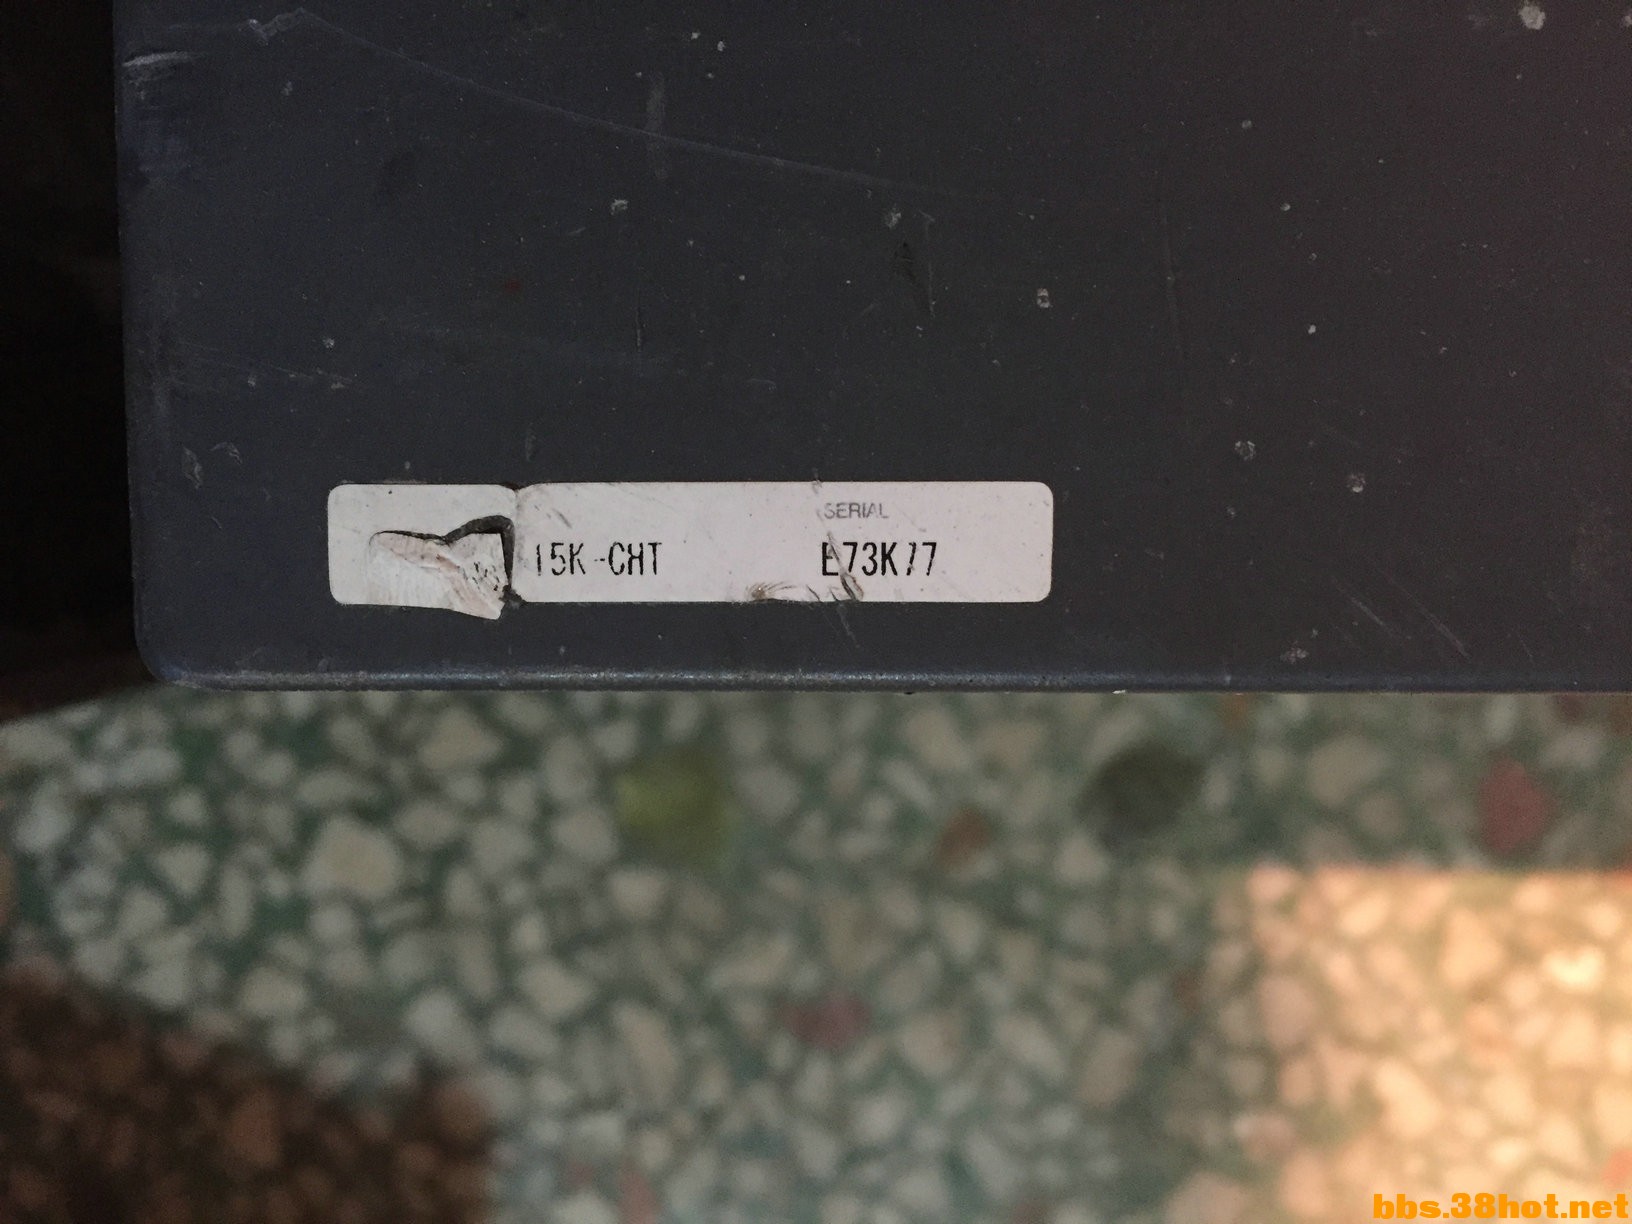 SERIAL
15K-CHT E73K77
bbs.38hot.net